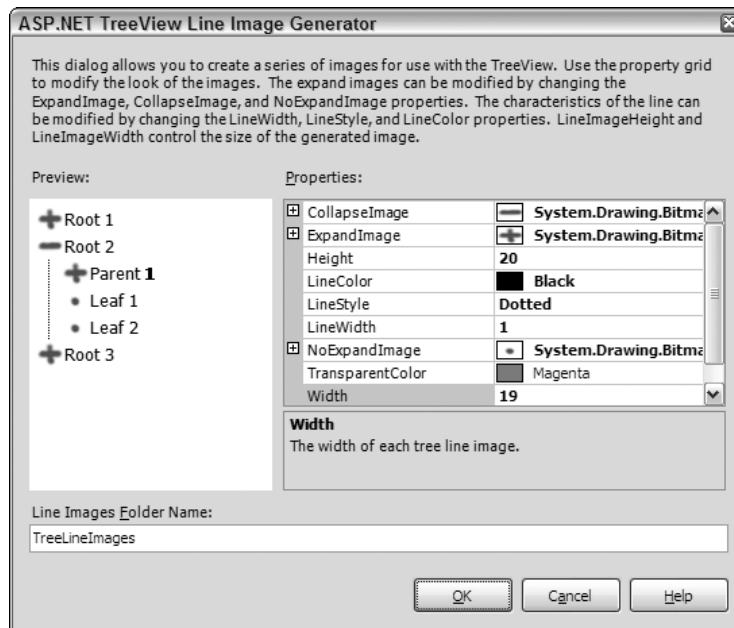 ASP.NET TreeView Line Image Generator
This dialog allows you to create a series of images for use with the TreeView. Use the property grid
to modify the look of the images. The expand images can be modified by changing the
ExpandImage, CollapseImage, and NoExpandImage properties. The characteristics of the line can
be modified by changing the LineWidth, LineStyle, and LineColor properties. LineImageHeight and
LineImageWidth control the size of the generated image.
Preview:
Root 1
Root 2
Parent 1
Leaf 1
Leaf 2
Root 3
Properties:
CollapseImage System.Drawing.Bitma
ExpandImage System.Drawing.Bitma
Height 20
LineColor Black
LineStyle Dotted
LineWidth 1
NoExpandImage System.Drawing.Bitma
TransparentColor Magenta
Width 19
Width
The width of each tree line image.
Line Images Folder Name:
TreeLineImages
OK Cancel Help